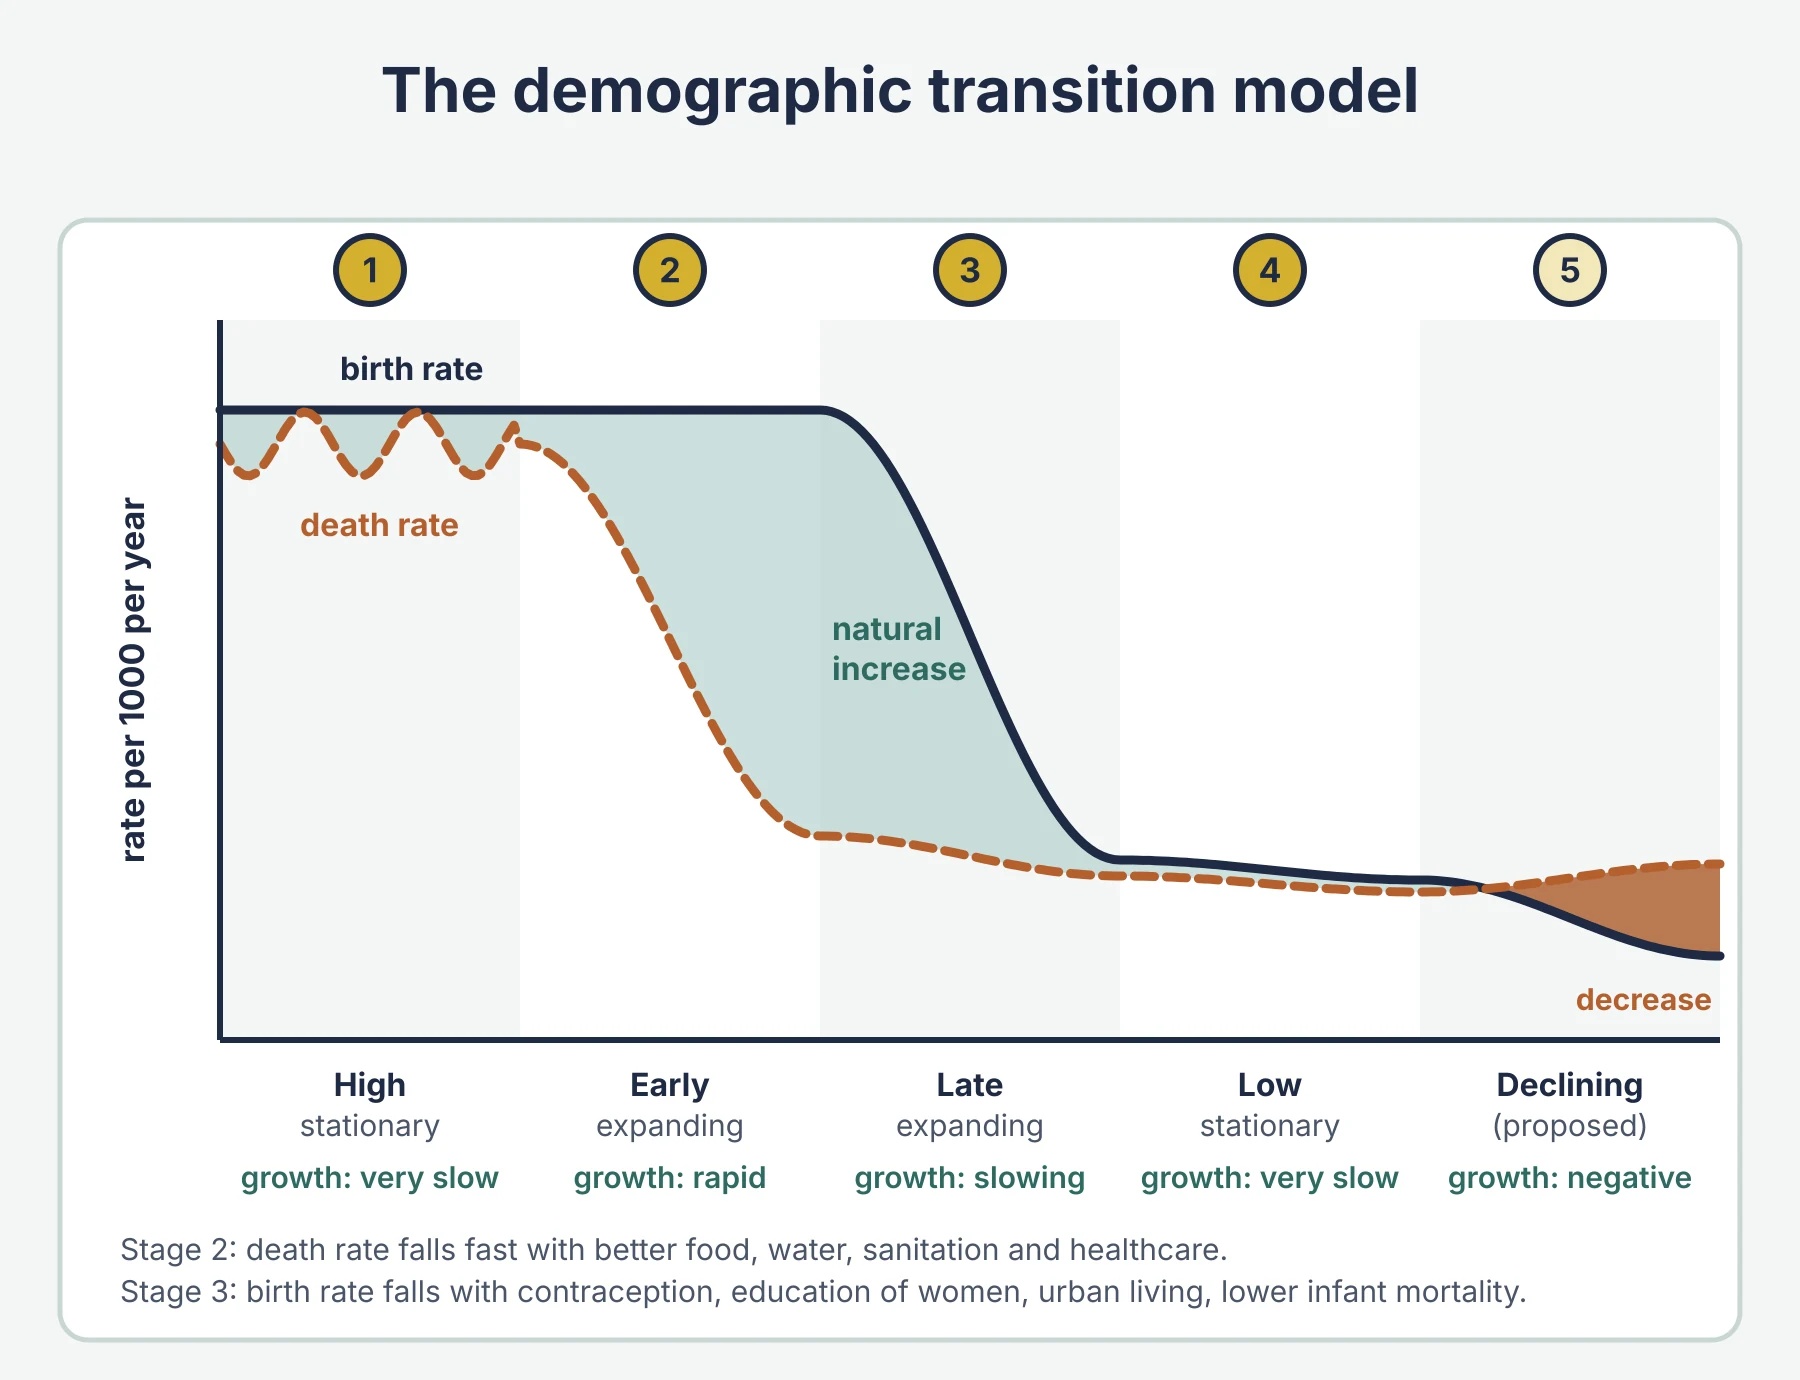 The demographic transition model
1
2
3
4
5
birth rate
death rate
natural
increase
decrease
rate per 1000 per year
High
stationary
growth: very slow
Early
expanding
growth: rapid
Late
expanding
growth: slowing
Low
stationary
growth: very slow
Declining
(proposed)
growth: negative
Stage 2: death rate falls fast with better food, water, sanitation and healthcare.
Stage 3: birth rate falls with contraception, education of women, urban living, lower infant mortality.